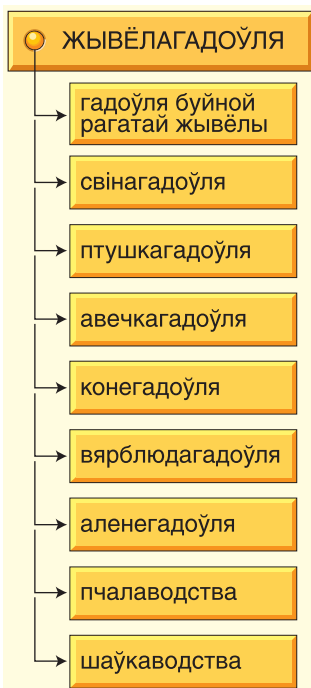 ЖЫВЁЛАГАДОЎЛЯ
гадоўля буйной
рагатай жывёлы
свінагадоўля
птушкагадоўля
авечкагадоўля
конегадоўля
вярблюдагадоўля
аленегадоўля
пчалаводства
шаўкаводства